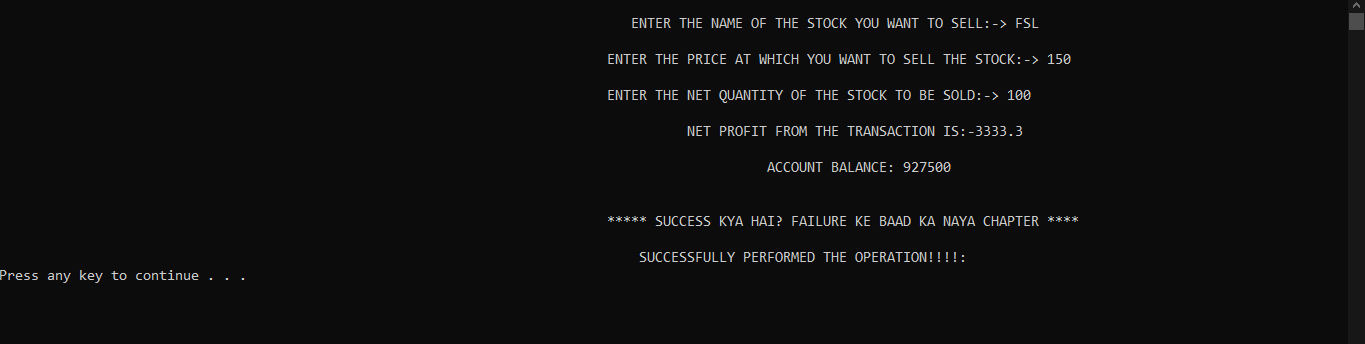 ENTER THE NAME OF THE STOCK YOU WANT TO SELL:-> FSL
ENTER THE PRICE AT WHICH YOU WANT TO SELL THE STOCK:-> 150
ENTER THE NET QUANTITY OF THE STOCK TO BE SOLD:-> 100
NET PROFIT FROM THE TRANSACTION IS:-3333.3
ACCOUNT BALANCE: 927500
***** SUCCESS KYA HAI? FAILURE KE BAAD KA NAYA CHAPTER ****
SUCCESSFULLY PERFORMED THE OPERATION!!!!:
Press any key to continue . . .